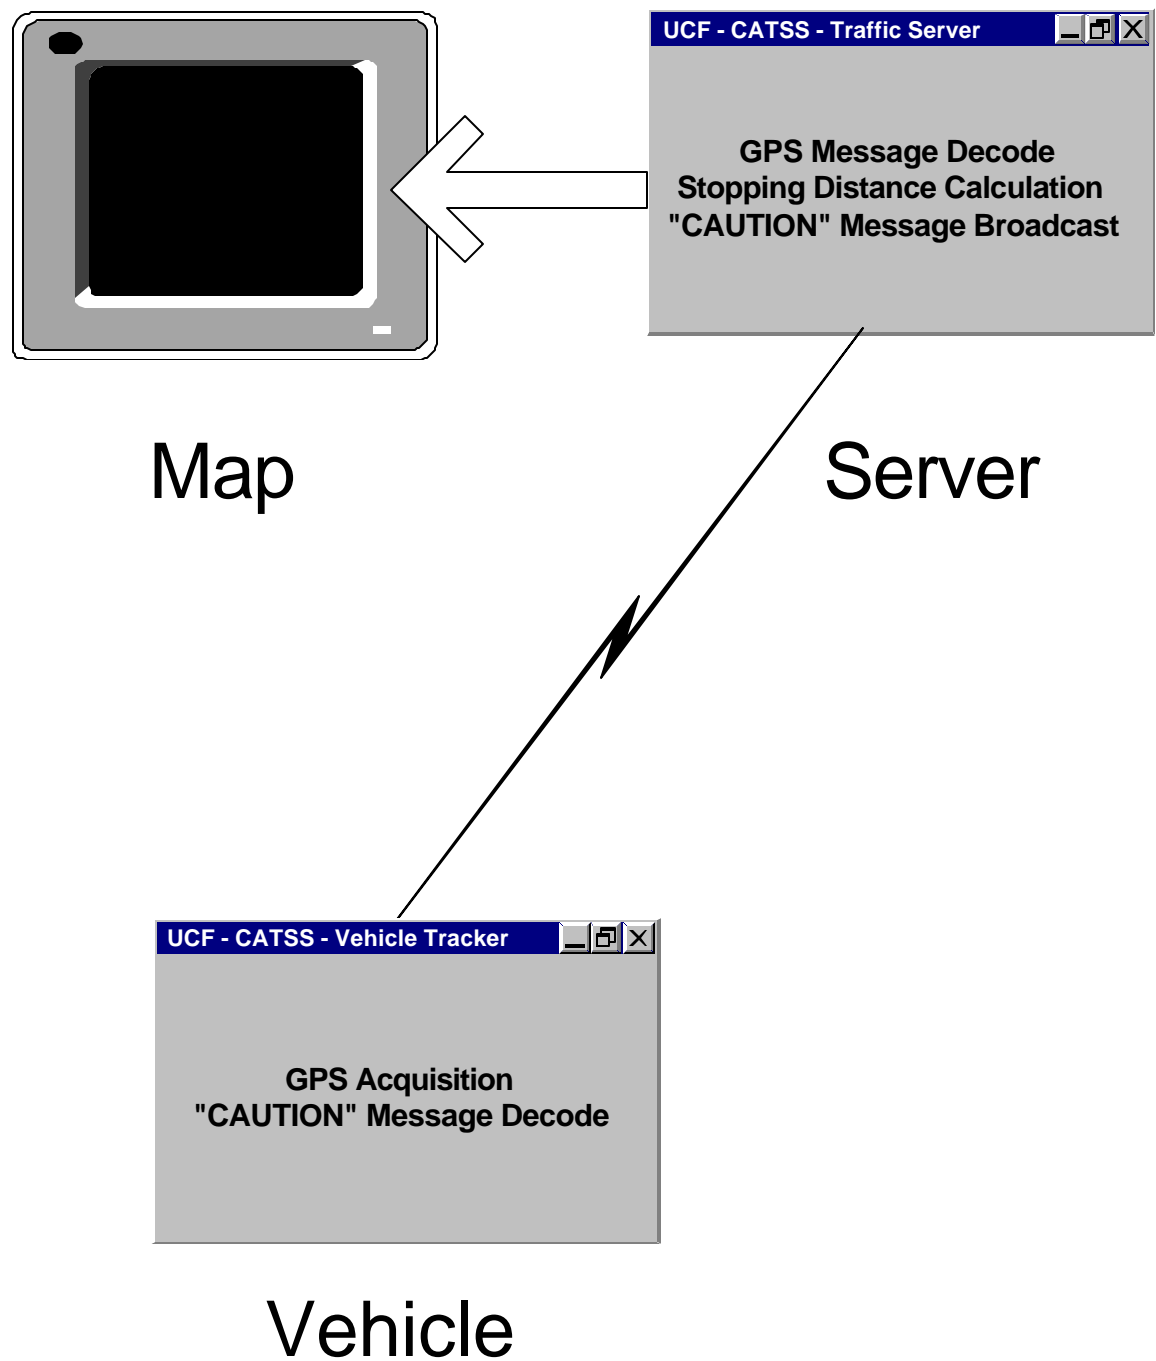 UCF - CATSS - Traffic Server
GPS Message Decode
Stopping Distance Calculation
"CAUTION" Message Broadcast
Map
Server
UCF - CATSS - Vehicle Tracker
GPS Acquisition
"CAUTION" Message Decode
Vehicle